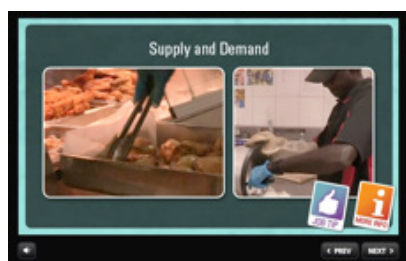 Supply and Demand
JOB TIP
MORE INFO
< PREV NEXT >